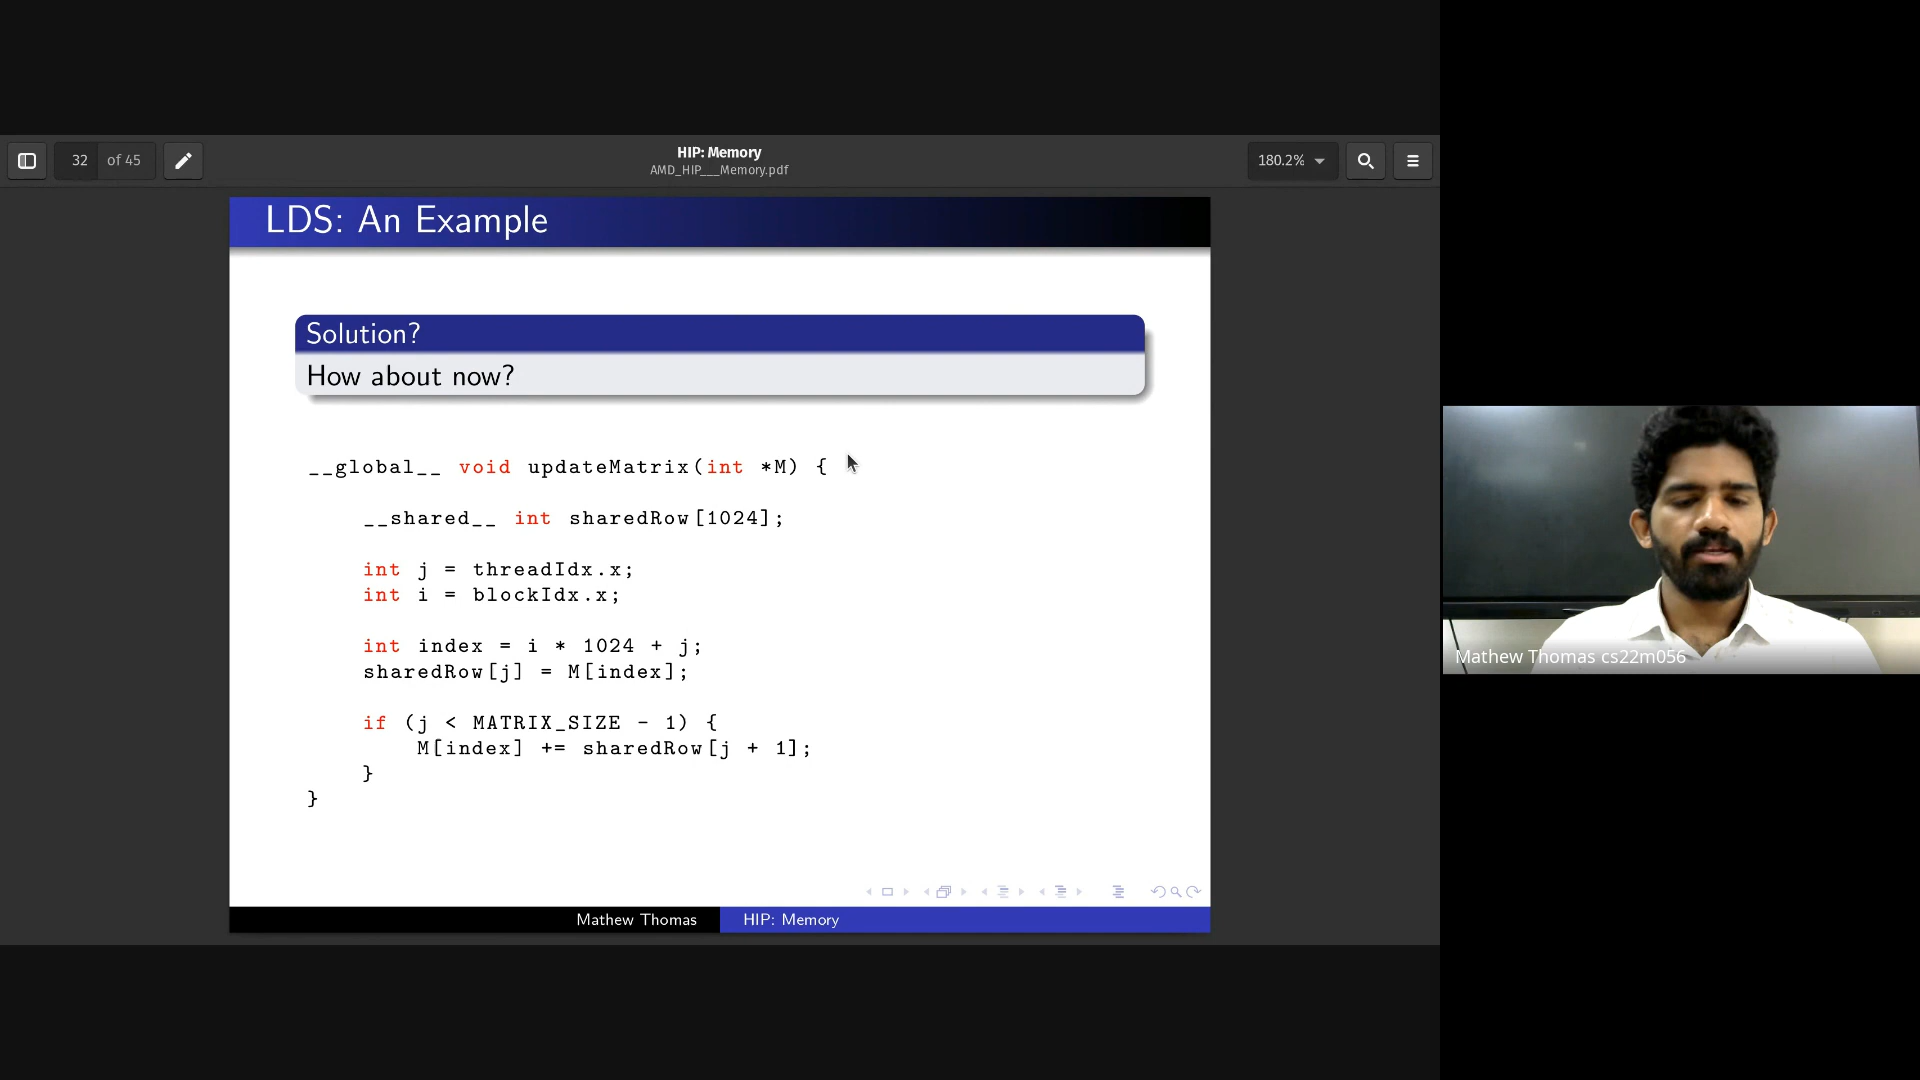 32 of 45
HIP: Memory
AMD_HIP___Memory.pdf
180.2%
LDS: An Example
Solution?
How about now?
__global__ void updateMatrix(int *M) {
__shared__ int sharedRow[1024];
int j = threadIdx.x;
int i = blockIdx.x;
int index = i * 1024 + j;
sharedRow[j] = M[index];
if (j < MATRIX_SIZE - 1) {
M[index] += sharedRow[j + 1];
}
}
Mathew Thomas HIP: Memory
Mathew Thomas cs22m056